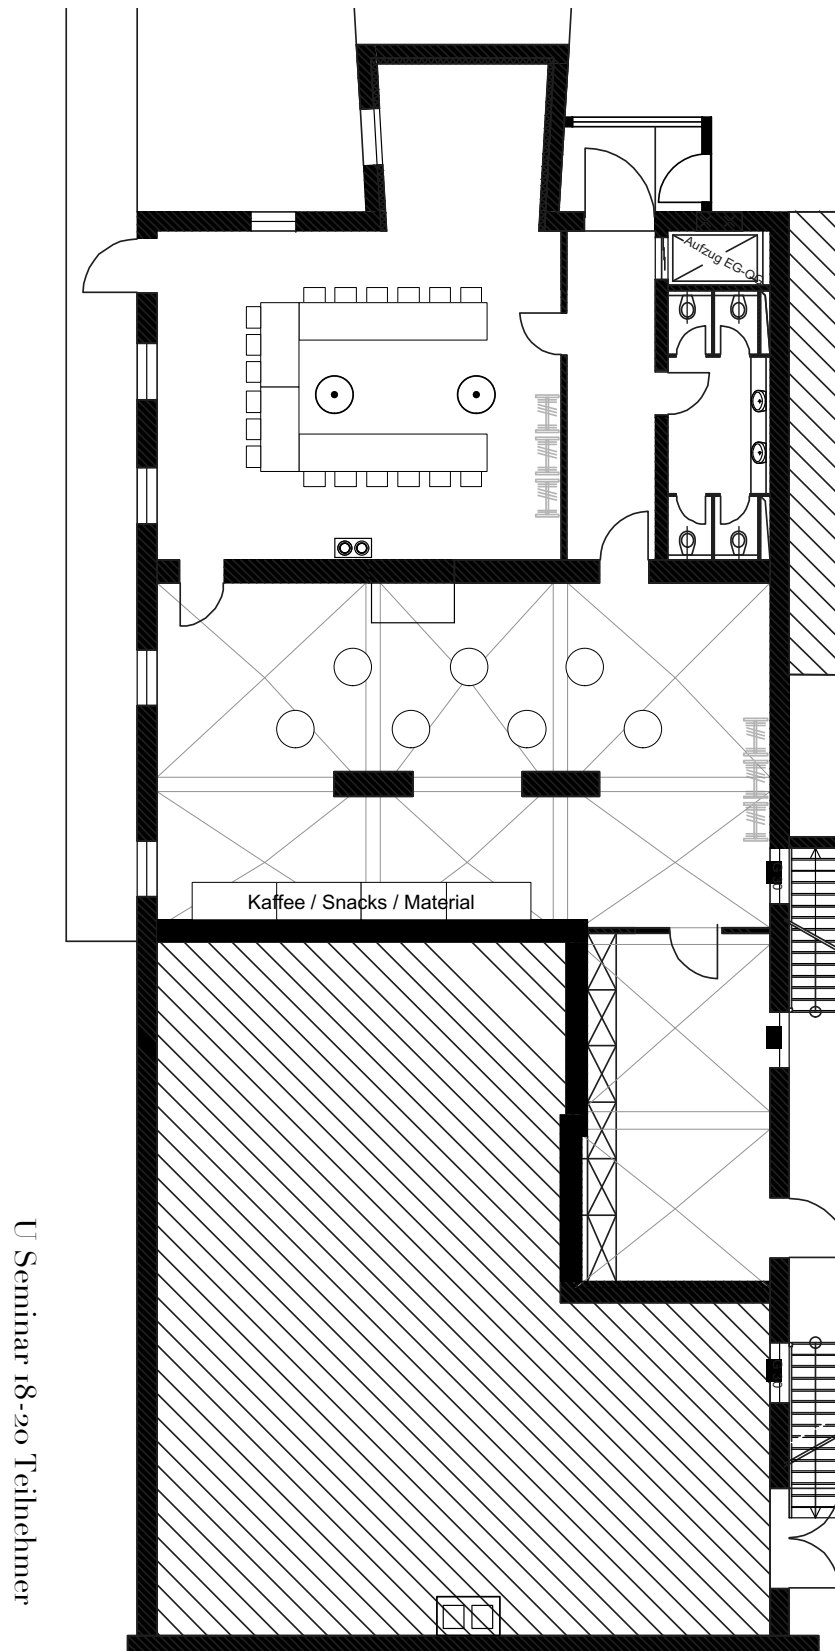 Aufzug EG-OG
Kaffee / Snacks / Material
U Seminar 18-20 Teilnehmer